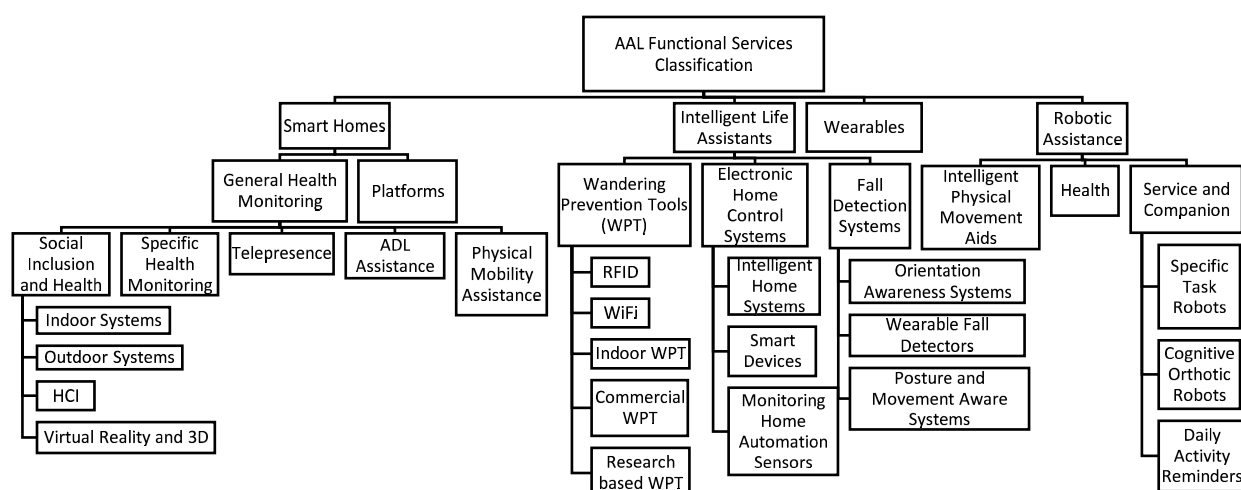 AAL Functional Services
Classification
Smart Homes
Intelligent Life
Assistants
Wearables
Robotic
Assistance
General Health
Monitoring
Platforms
Wandering
Prevention Tools
(WPT)
Electronic
Home
Control
Systems
Fall
Detection
Systems
Intelligent
Physical
Movement
Aids
Health
Service and
Companion
Social
Inclusion
and Health
Specific
Health
Monitoring
Telepresence
ADL
Assistance
Physical
Mobility
Assistance
Indoor Systems
Outdoor Systems
HCI
Virtual Reality and 3D
RFID
WiFi
Indoor WPT
Commercial
WPT
Research
based WPT
Intelligent
Home
Systems
Smart
Devices
Monitoring
Home
Automation
Sensors
Orientation
Awareness Systems
Wearable Fall
Detectors
Posture and
Movement Aware
Systems
Specific
Task
Robots
Cognitive
Orthotic
Robots
Daily
Activity
Reminders